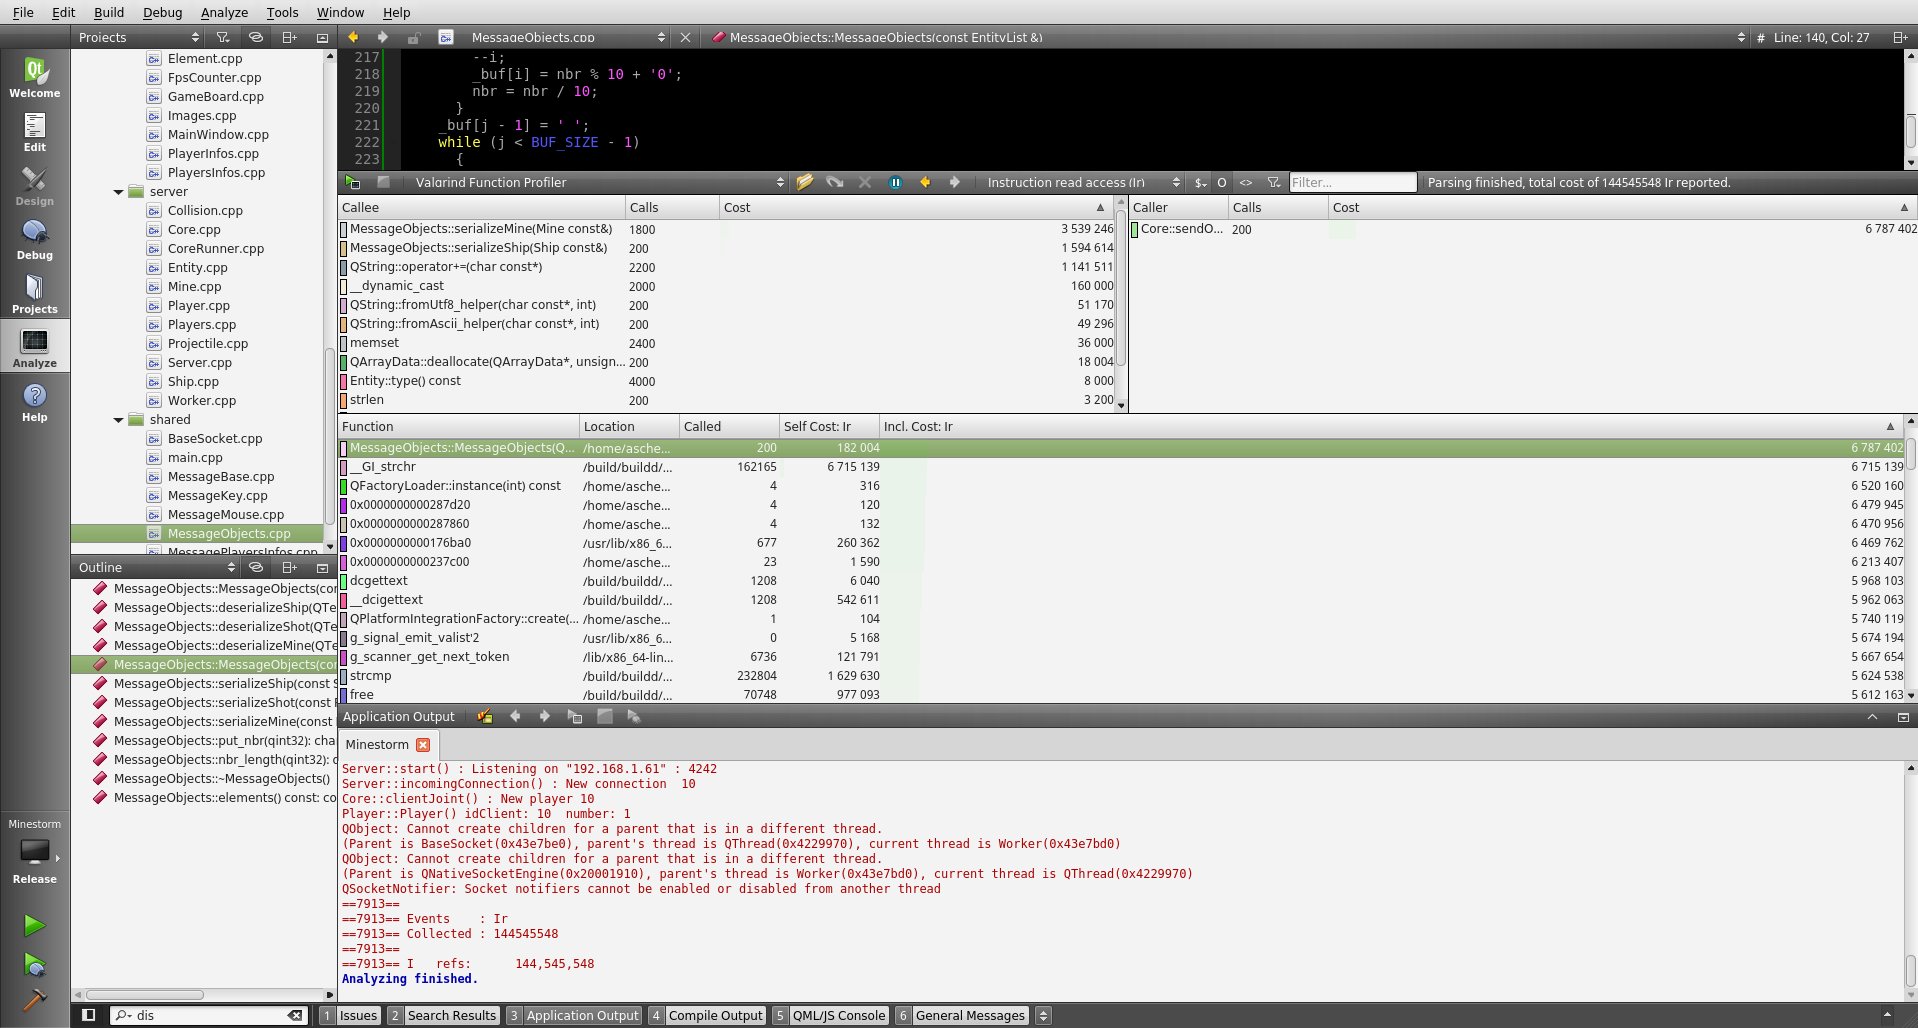 File Edit Build Debug Analyze Tools Window Help
Projects
MessageObjects.cpp
MessageObjects::MessageObjects(const EntityList &)
# Line: 140, Col: 27
Welcome
Edit
Design
Debug
Projects
Analyze
Help
Minestorm
Release
Element.cpp
FpsCounter.cpp
GameBoard.cpp
Images.cpp
MainWindow.cpp
PlayerInfos.cpp
PlayersInfos.cpp
server
Collision.cpp
Core.cpp
CoreRunner.cpp
Entity.cpp
Mine.cpp
Player.cpp
Players.cpp
Projectile.cpp
Server.cpp
Ship.cpp
Worker.cpp
shared
BaseSocket.cpp
main.cpp
MessageBase.cpp
MessageKey.cpp
MessageMouse.cpp
MessageObjects.cpp
MessagePlayersInfos.cpp
Outline
MessageObjects::MessageObjects(cor
MessageObjects::deserializeShip(QTe
MessageObjects::deserializeShot(QTe
MessageObjects::deserializeMine(QTe
MessageObjects::MessageObjects(cor
MessageObjects::serializeShip(const S
MessageObjects::serializeShot(const
MessageObjects::serializeMine(const
MessageObjects::put_nbr(qint32): cha
MessageObjects::nbr_length(qint32): c
MessageObjects::~MessageObjects()
MessageObjects::elements() const: co
217 --i;
218 _buf[i] = nbr % 10 + '0';
219 nbr = nbr / 10;
220 }
221 _buf[j - 1] = ' ';
222 while (j < BUF_SIZE - 1)
223 {
Valgrind Function Profiler
Instruction read access (Ir)
$ O <> Filter...
Parsing finished, total cost of 144545548 Ir reported.
Callee Calls Cost
MessageObjects::serializeMine(Mine const&) 1800 3 539 246
MessageObjects::serializeShip(Ship const&) 200 1 594 614
QString::operator+=(char const*) 2200 1 141 511
__dynamic_cast 2000 160 000
QString::fromUtf8_helper(char const*, int) 200 51 170
QString::fromAscii_helper(char const*, int) 200 49 296
memset 2400 36 000
QArrayData::deallocate(QArrayData*, unsign... 200 18 004
Entity::type() const 4000 8 000
strlen 200 3 200
Caller Calls Cost
Core::sendO... 200 6 787 402
Function Location Called Self Cost: Ir Incl. Cost: Ir
MessageObjects::MessageObjects(Q... /home/asche... 200 182 004 6 787 402
__GI_strchr /build/buildd/... 162165 6 715 139 6 715 139
QFactoryLoader::instance(int) const /home/asche... 4 316 6 520 160
0x0000000000287d20 /home/asche... 4 120 6 479 945
0x0000000000287860 /home/asche... 4 132 6 470 956
0x0000000000176ba0 /usr/lib/x86_6... 677 260 362 6 469 762
0x0000000000237c00 /home/asche... 23 1 590 6 213 407
dcgettext /build/buildd/... 1208 6 040 5 968 103
__dcigettext /build/buildd/... 1208 542 611 5 962 063
QPlatformIntegrationFactory::create(... /home/asche... 1 104 5 740 119
g_signal_emit_valist'2 /usr/lib/x86_6... 0 5 168 5 674 194
g_scanner_get_next_token /lib/x86_64-lin... 6736 121 791 5 667 654
strcmp /build/buildd/... 232804 1 629 630 5 624 538
free /build/buildd/... 70748 977 093 5 612 163
Application Output
Minestorm
Server::start() : Listening on "192.168.1.61" : 4242
Server::incomingConnection() : New connection 10
Core::clientJoint() : New player 10
Player::Player() idClient: 10 number: 1
QObject: Cannot create children for a parent that is in a different thread.
(Parent is BaseSocket(0x43e7be0), parent's thread is QThread(0x4229970), current thread is Worker(0x43e7bd0)
QObject: Cannot create children for a parent that is in a different thread.
(Parent is QNativeSocketEngine(0x20001910), parent's thread is Worker(0x43e7bd0), current thread is QThread(0x4229970)
QSocketNotifier: Socket notifiers cannot be enabled or disabled from another thread
==7913==
==7913== Events : Ir
==7913== Collected : 144545548
==7913==
==7913== I refs: 144,545,548
Analyzing finished.
dis
1 Issues 2 Search Results 3 Application Output 4 Compile Output 5 QML/JS Console 6 General Messages